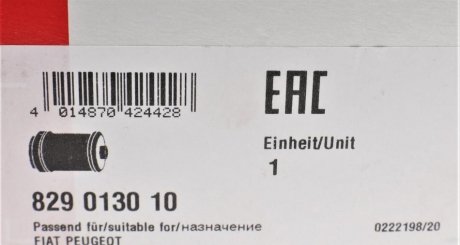 EAC
4 014870 424428
Einheit/Unit
1
829 0130 10
Passend für/suitable for/назначение
0222198/20
FIAT PEUGEOT